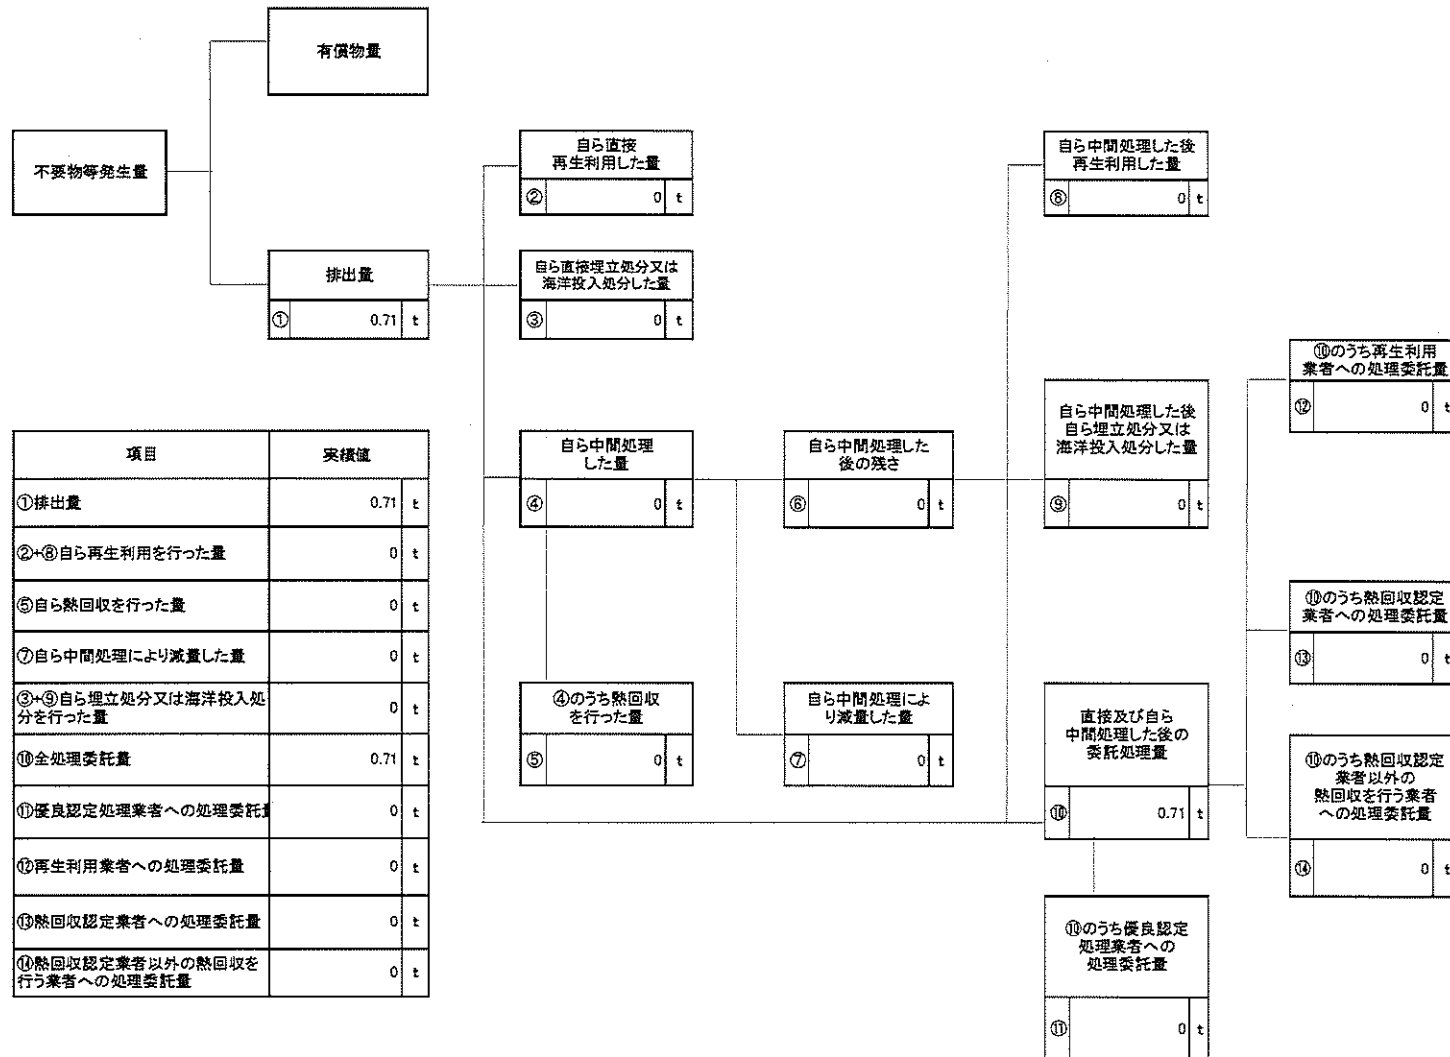 有償物量
不要物等発生量
排出量
① 0.71 t
自ら直接
再生利用した量
② 0 t
自ら直接埋立処分又は
海洋投入処分した量
③ 0 t
自ら中間処理
した量
④ 0 t
④のうち熱回収
を行った量
⑤ 0 t
自ら中間処理した
後の残さ
⑥ 0 t
自ら中間処理によ
り減量した量
⑦ 0 t
自ら中間処理した後
再生利用した量
⑧ 0 t
自ら中間処理した後
自ら埋立処分又は
海洋投入処分した量
⑨ 0 t
直接及び自ら
中間処理した後の
委託処理量
⑩ 0.71 t
⑩のうち優良認定
処理業者への
処理委託量
⑪ 0 t
⑩のうち再生利用
業者への処理委託量
⑫ 0 t
⑩のうち熱回収認定
業者への処理委託量
⑬ 0 t
⑩のうち熱回収認定
業者以外の
熱回収を行う業者
への処理委託量
⑭ 0 t
項目 実績値
①排出量 0.71 t
②+⑧自ら再生利用を行った量 0 t
⑤自ら熱回収を行った量 0 t
⑦自ら中間処理により減量した量 0 t
③+⑨自ら埋立処分又は海洋投入処
分を行った量 0 t
⑩全処理委託量 0.71 t
⑪優良認定処理業者への処理委託 0 t
⑫再生利用業者への処理委託量 0 t
⑬熱回収認定業者への処理委託量 0 t
⑭熱回収認定業者以外の熱回収を
行う業者への処理委託量 0 t